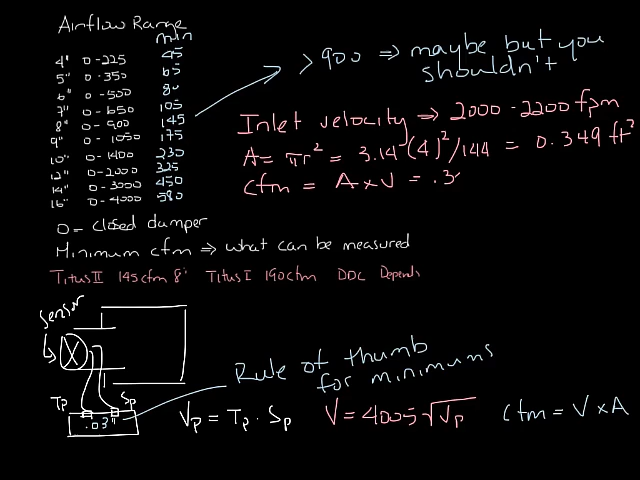 Airflow Range
min
4" 0-225 45
5" 0-350 65
6" 0-500 80
7" 0-650 105
8" 0-900 145
9" 0-1050 175
10" 0-1400 230
12" 0-2000 325
14" 0-3000 450
16" 0-4000 580
> 900 ⇒ maybe but you
shouldn't
Inlet velocity ⇒ 2000-2200 fpm
A = πr² = 3.14(4)²/144 = 0.349 ft²
cfm = A x V = .3
0 = closed damper
Minimum cfm ⇒ what can be measured
Titus II 145cfm 8" Titus I 190cfm DDC Depends
Sensor
Tp Sp
.03"
Rule of thumb
for minimums
Vp = Tp - Sp V = 4005√Vp cfm = V x A